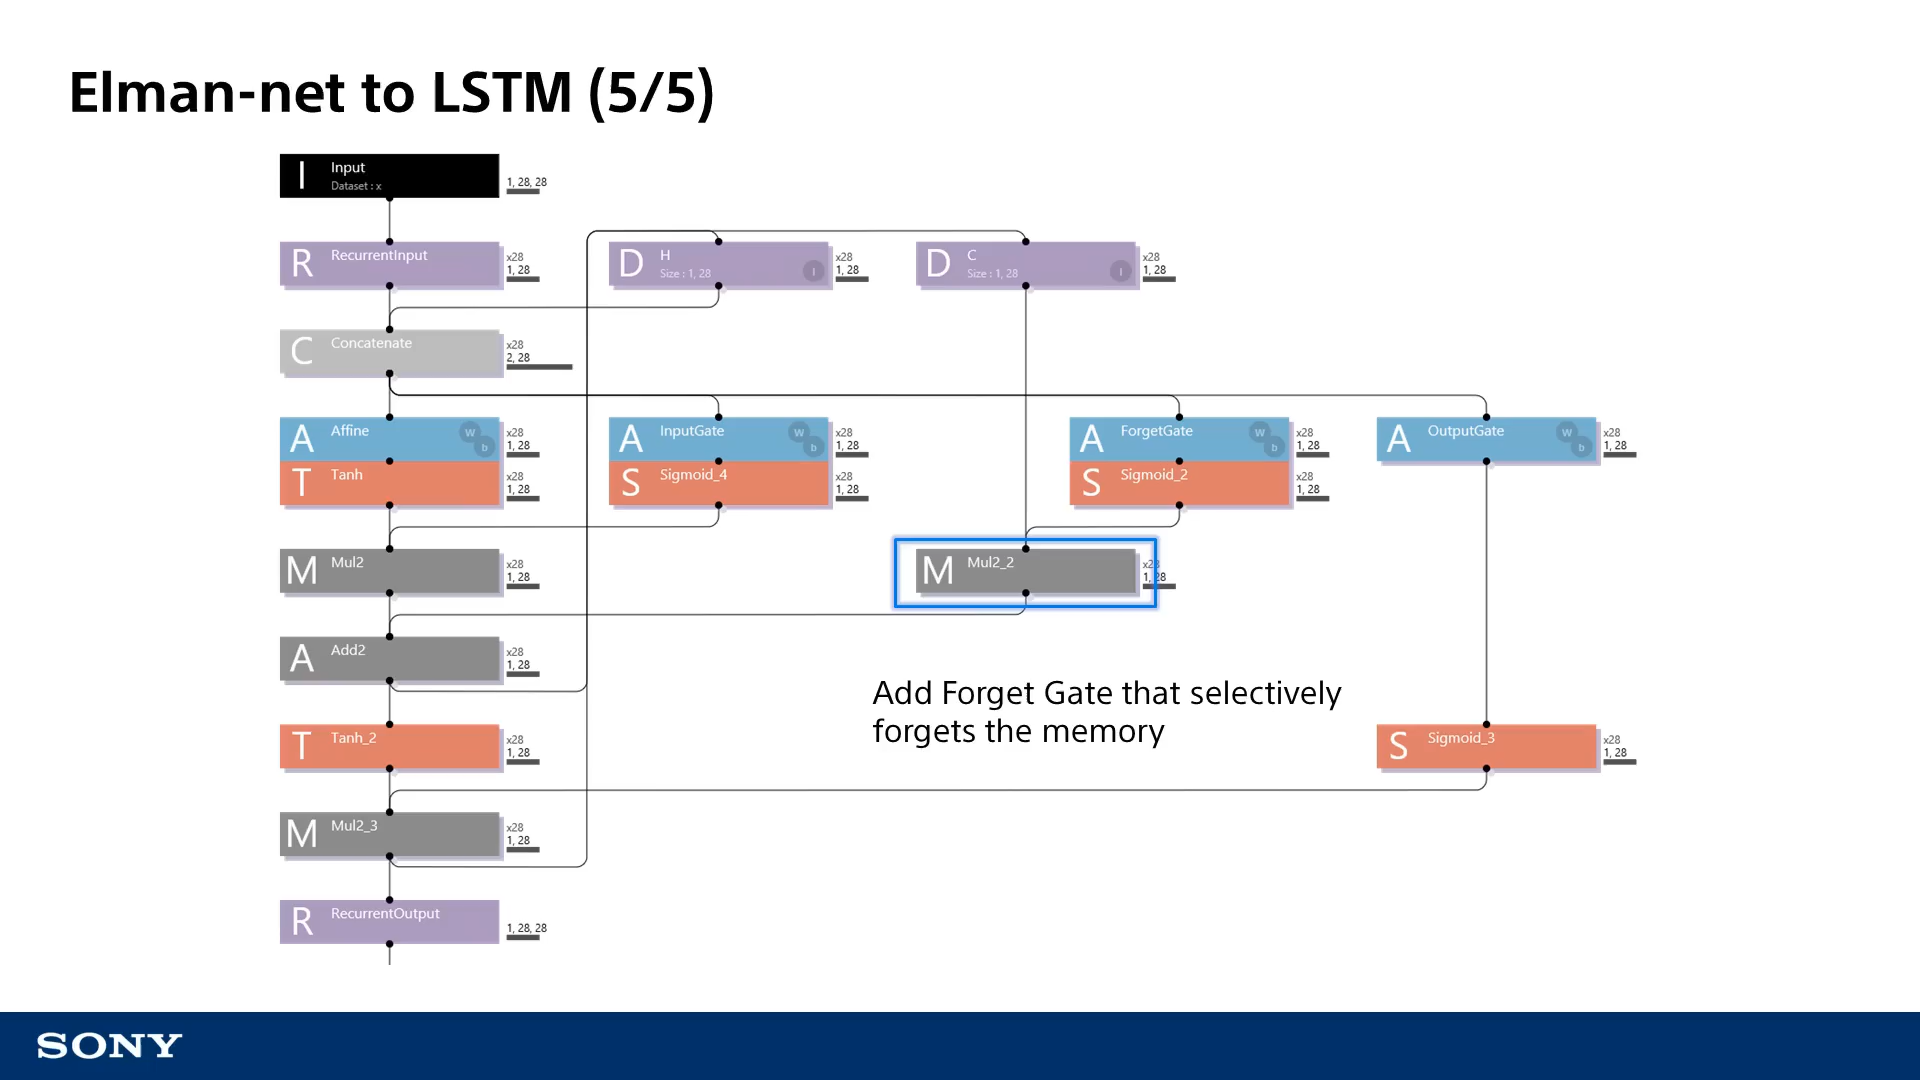 Elman-net to LSTM (5/5)
I Input
Dataset : x
1, 28, 28
R RecurrentInput
x28
1, 28
D H
Size : 1, 28
I
x28
1, 28
D C
Size : 1, 28
I
x28
1, 28
C Concatenate
x28
2, 28
A Affine
W
b
x28
1, 28
A InputGate
W
b
x28
1, 28
A ForgetGate
W
b
x28
1, 28
A OutputGate
W
b
x28
1, 28
T Tanh
x28
1, 28
S Sigmoid_4
x28
1, 28
S Sigmoid_2
x28
1, 28
M Mul2
x28
1, 28
M Mul2_2
x28
1, 28
A Add2
x28
1, 28
Add Forget Gate that selectively
forgets the memory
T Tanh_2
x28
1, 28
S Sigmoid_3
x28
1, 28
M Mul2_3
x28
1, 28
R RecurrentOutput
1, 28, 28
SONY